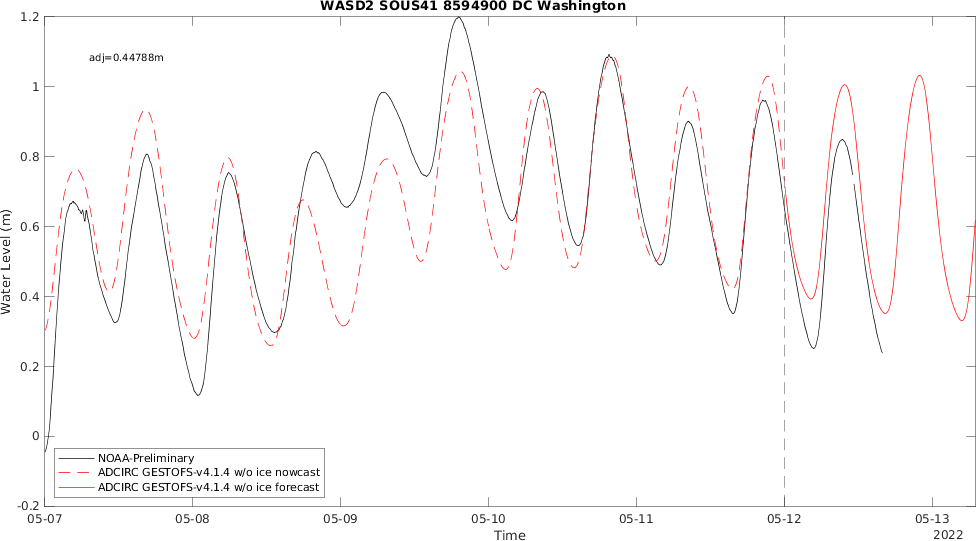 WASD2 SOUS41 8594900 DC Washington
adj=0.44788m
1.2
1
0.8
0.6
0.4
0.2
0
-0.2
Water Level (m)
NOAA-Preliminary
ADCIRC GESTOFS-v4.1.4 w/o ice nowcast
ADCIRC GESTOFS-v4.1.4 w/o ice forecast
05-07 05-08 05-09 05-10 05-11 05-12 05-13
Time
2022